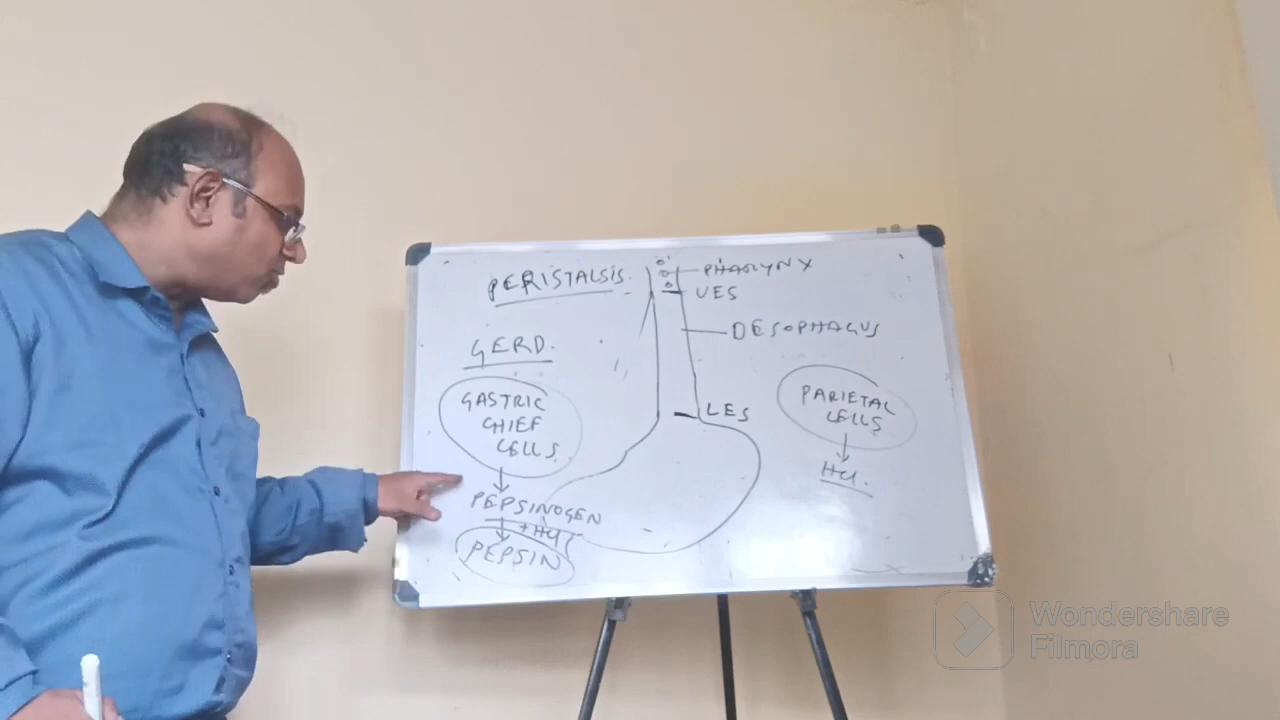 PERISTALSIS.
PHARYNX
UES
OESOPHAGUS
GERD.
GASTRIC
CHIEF
CELLS
LES
PARIETAL
CELLS
HCl.
PEPSINOGEN
+ HCl
PEPSIN
Wondershare
Filmora